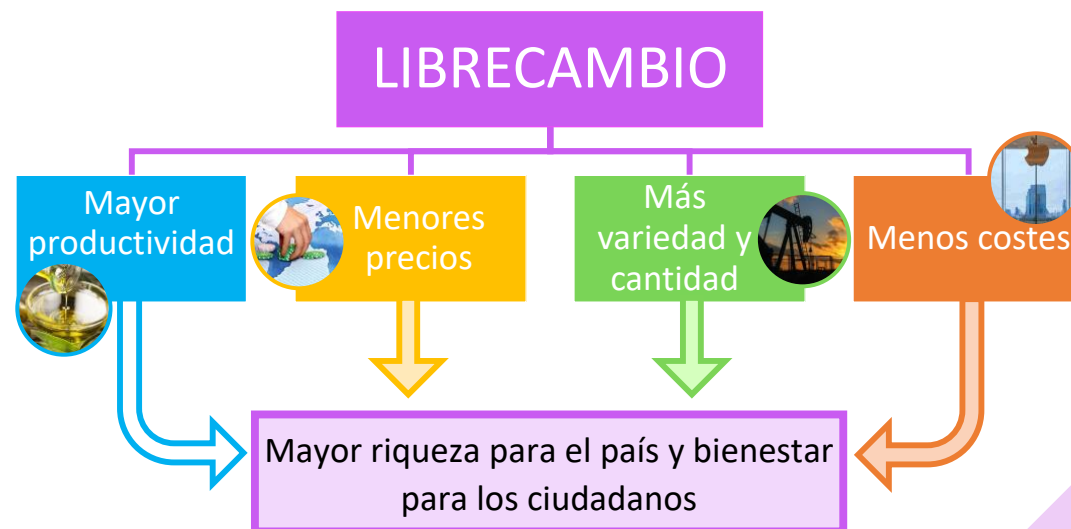 LIBRECAMBIO
Mayor
productividad
Menores
precios
Más
variedad y
cantidad
Menos costes
Mayor riqueza para el país y bienestar
para los ciudadanos